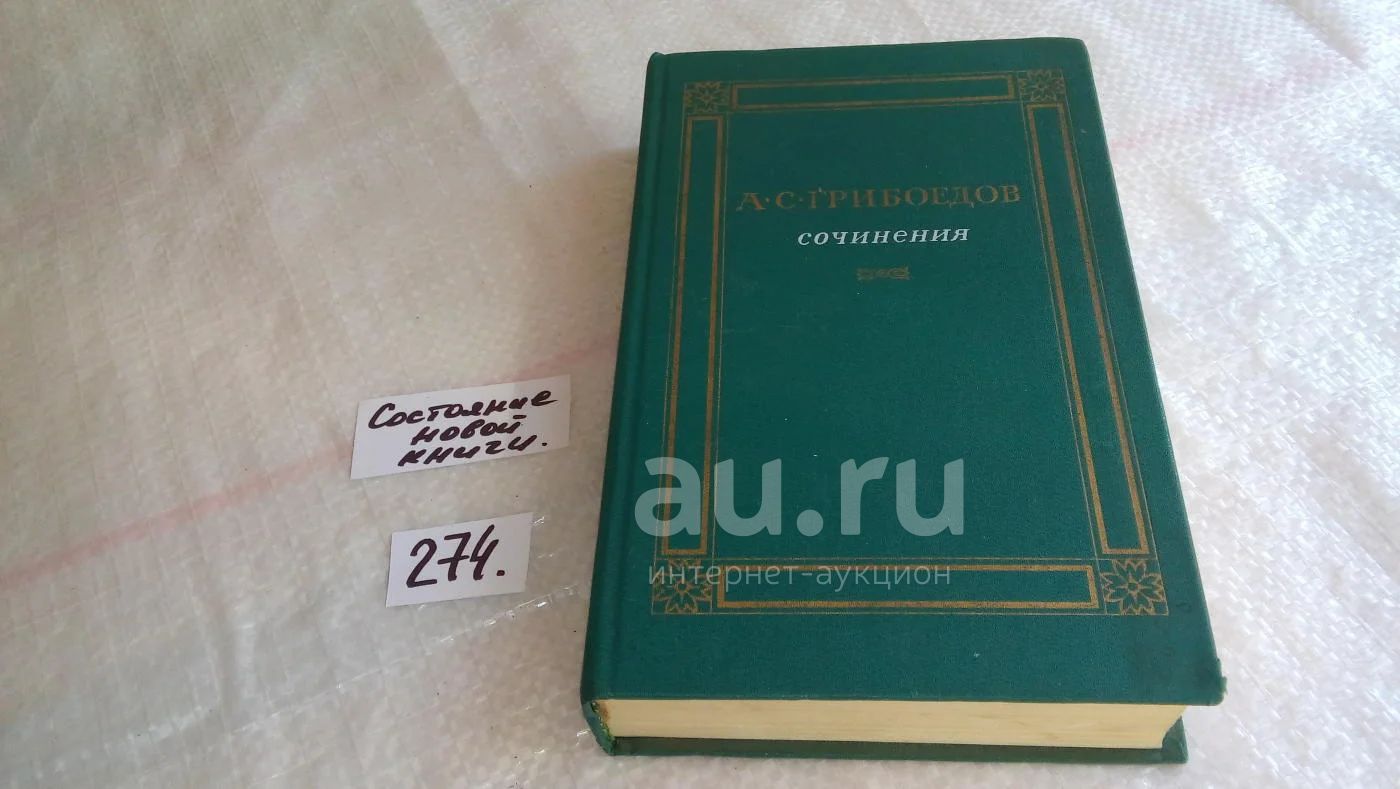 А·С·ГРИБОЕДОВ
сочинения
Состояние
новой
книги.
274.
au.ru
интернет-аукцион